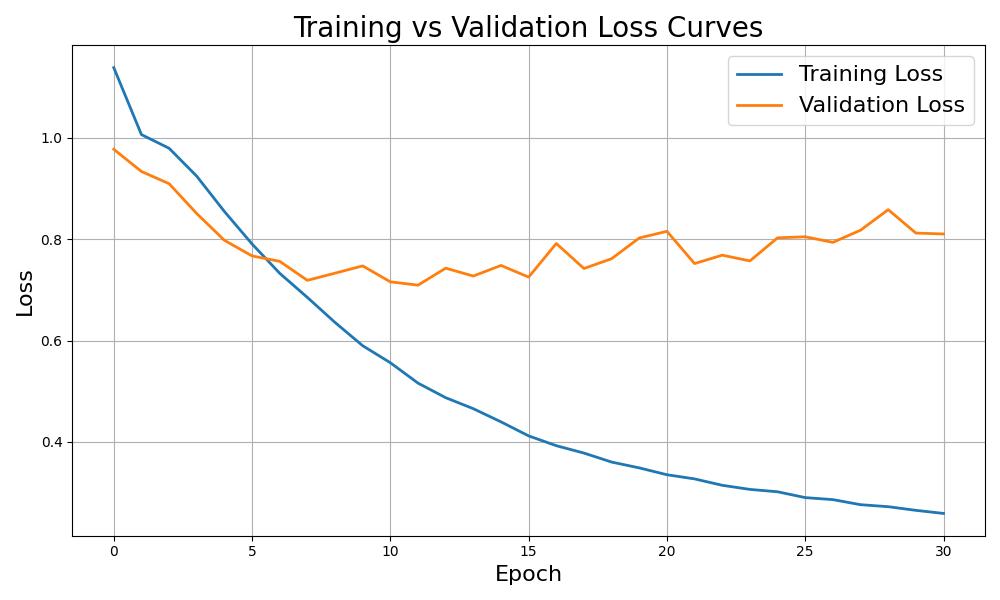 Training vs Validation Loss Curves
Training Loss
Validation Loss
Loss
1.0
0.8
0.6
0.4
0 5 10 15 20 25 30
Epoch